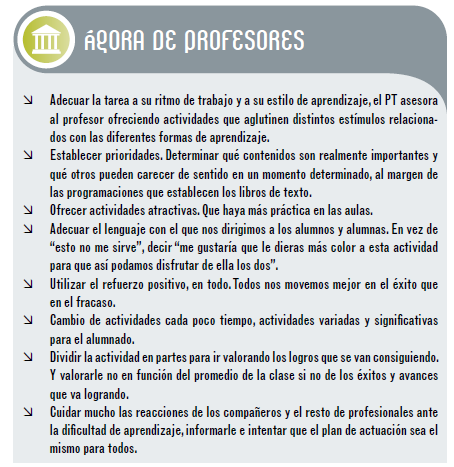 ÁGORA DE PROFESORES
↘ Adecuar la tarea a su ritmo de trabajo y a su estilo de aprendizaje, el PT asesora
al profesor ofreciendo actividades que aglutinen distintos estímulos relaciona-
dos con las diferentes formas de aprendizaje.
↘ Establecer prioridades. Determinar qué contenidos son realmente importantes y
qué otros pueden carecer de sentido en un momento determinado, al margen de
las programaciones que establecen los libros de texto.
↘ Ofrecer actividades atractivas. Que haya más práctica en las aulas.
↘ Adecuar el lenguaje con el que nos dirigimos a los alumnos y alumnas. En vez de
“esto no me sirve”, decir “me gustaría que le dieras más color a esta actividad
para que así podamos disfrutar de ella los dos”.
↘ Utilizar el refuerzo positivo, en todo. Todos nos movemos mejor en el éxito que
en el fracaso.
↘ Cambio de actividades cada poco tiempo, actividades variadas y significativas
para el alumnado.
↘ Dividir la actividad en partes para ir valorando los logros que se van consiguiendo.
Y valorarle no en función del promedio de la clase si no de los éxitos y avances
que va logrando.
↘ Cuidar mucho las reacciones de los compañeros y el resto de profesionales ante
la dificultad de aprendizaje, informarle e intentar que el plan de actuación sea el
mismo para todos.